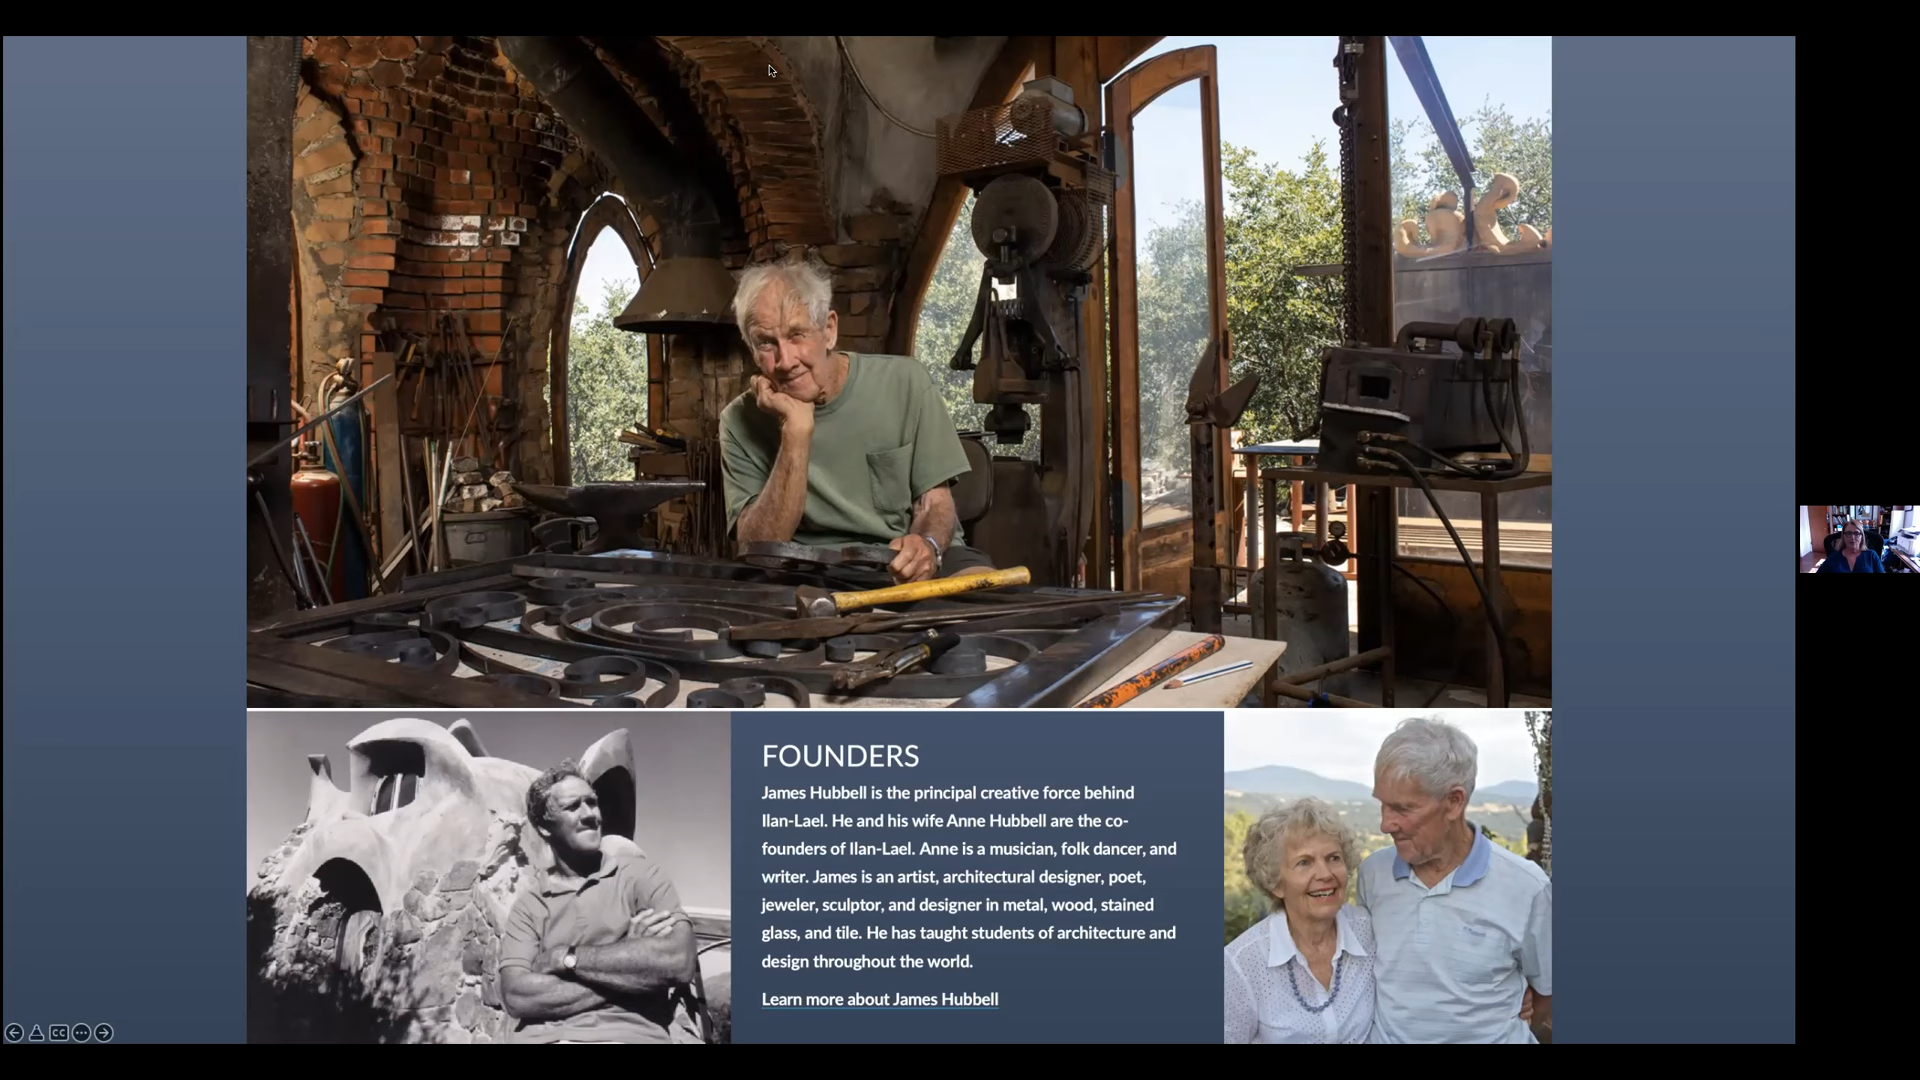 FOUNDERS
James Hubbell is the principal creative force behind
Ilan-Lael. He and his wife Anne Hubbell are the co-
founders of Ilan-Lael. Anne is a musician, folk dancer, and
writer. James is an artist, architectural designer, poet,
jeweler, sculptor, and designer in metal, wood, stained
glass, and tile. He has taught students of architecture and
design throughout the world.
Learn more about James Hubbell
CC